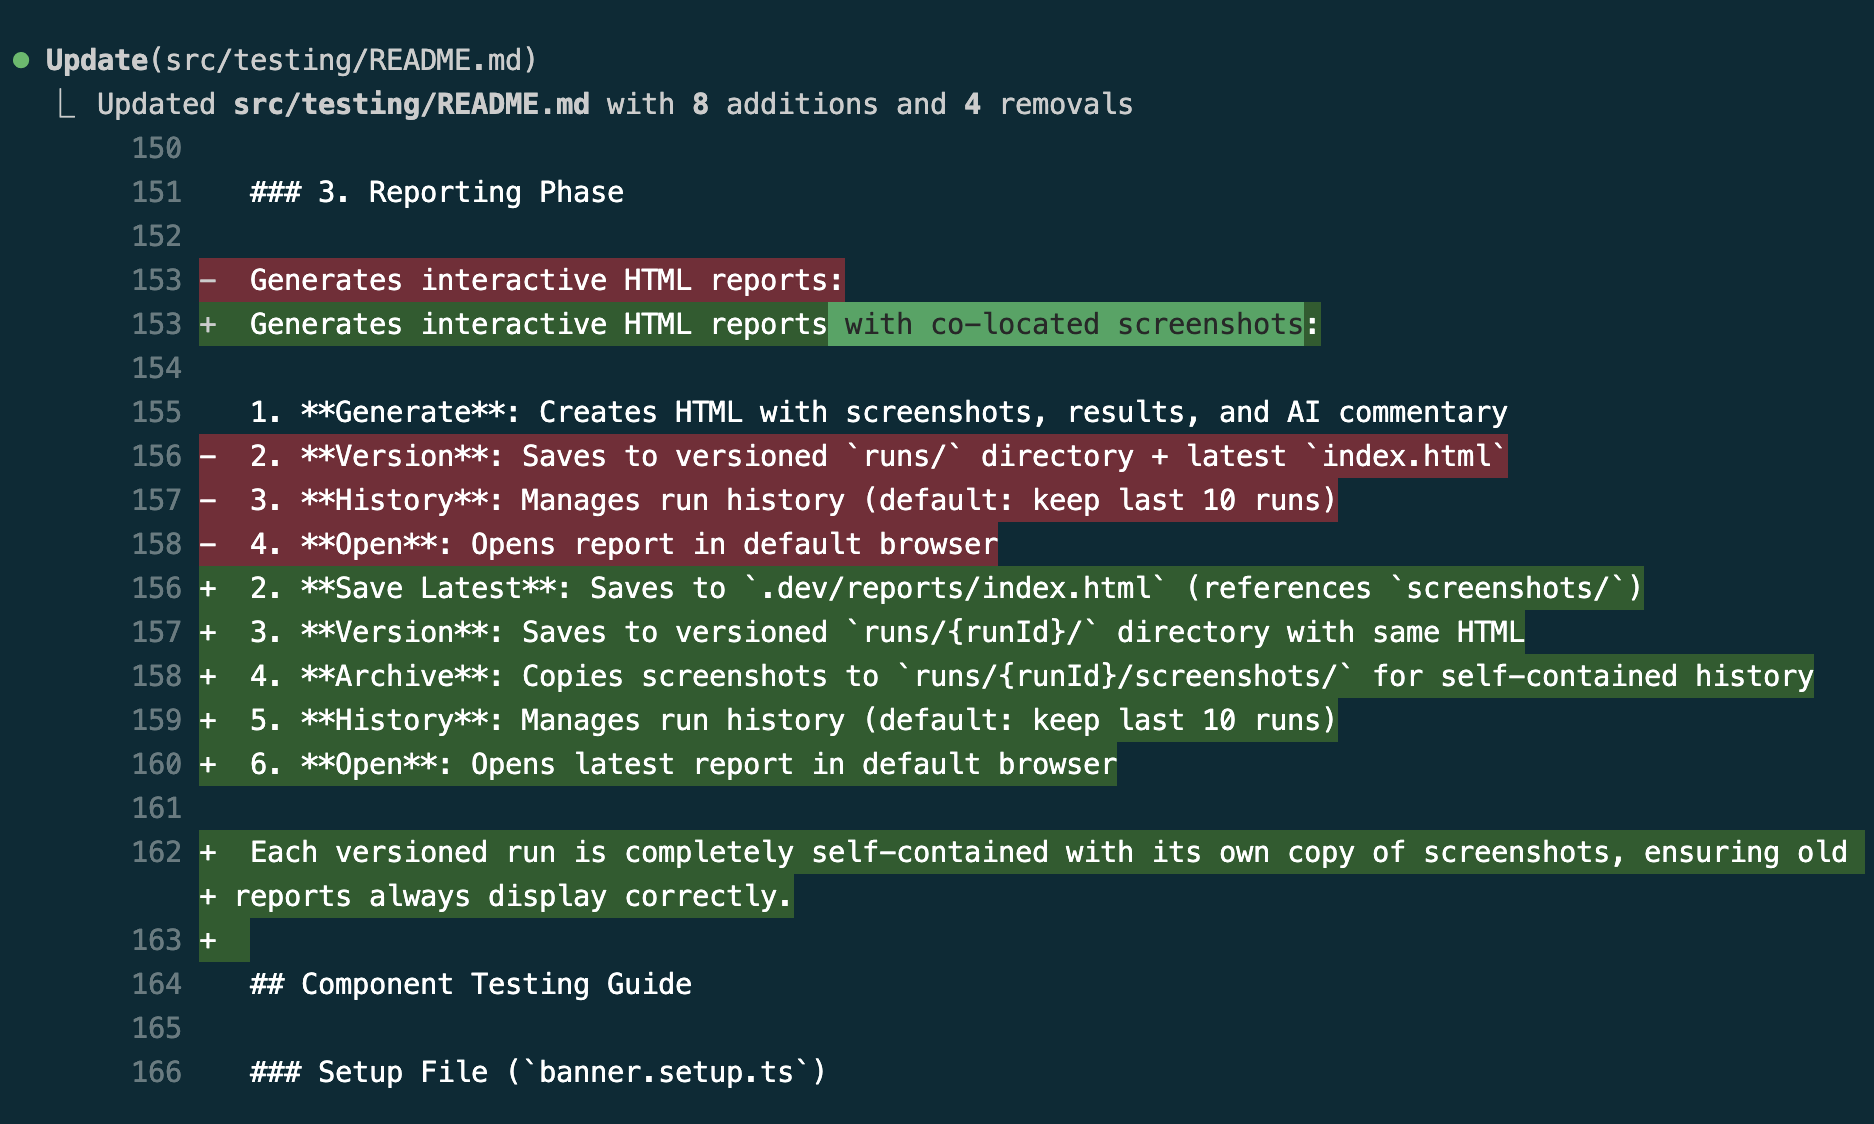 ● Update(src/testing/README.md)
⎿ Updated src/testing/README.md with 8 additions and 4 removals
150
151 ### 3. Reporting Phase
152
153 - Generates interactive HTML reports:
153 + Generates interactive HTML reports with co-located screenshots:
154
155 1. **Generate**: Creates HTML with screenshots, results, and AI commentary
156 - 2. **Version**: Saves to versioned `runs/` directory + latest `index.html`
157 - 3. **History**: Manages run history (default: keep last 10 runs)
158 - 4. **Open**: Opens report in default browser
156 + 2. **Save Latest**: Saves to `.dev/reports/index.html` (references `screenshots/`)
157 + 3. **Version**: Saves to versioned `runs/{runId}/` directory with same HTML
158 + 4. **Archive**: Copies screenshots to `runs/{runId}/screenshots/` for self-contained history
159 + 5. **History**: Manages run history (default: keep last 10 runs)
160 + 6. **Open**: Opens latest report in default browser
161
162 + Each versioned run is completely self-contained with its own copy of screenshots, ensuring old
+ reports always display correctly.
163 +
164 ## Component Testing Guide
165
166 ### Setup File (`banner.setup.ts`)